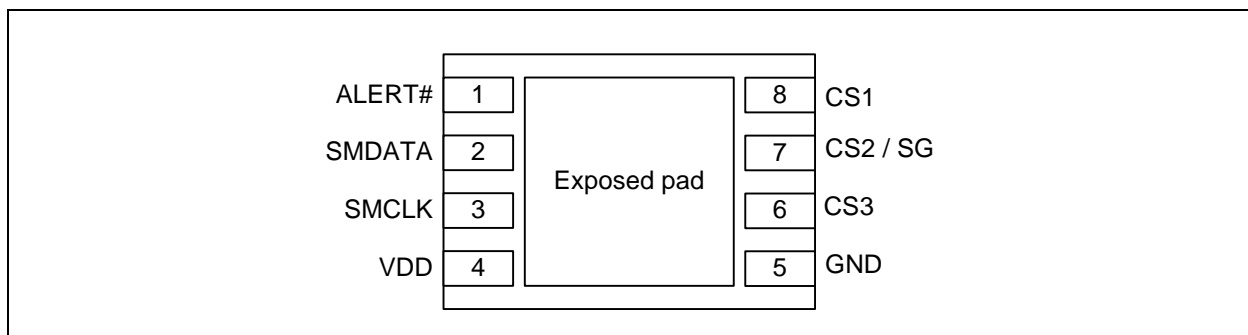 ALERT# 1
SMDATA 2
SMCLK 3
VDD 4
Exposed pad
8 CS1
7 CS2 / SG
6 CS3
5 GND